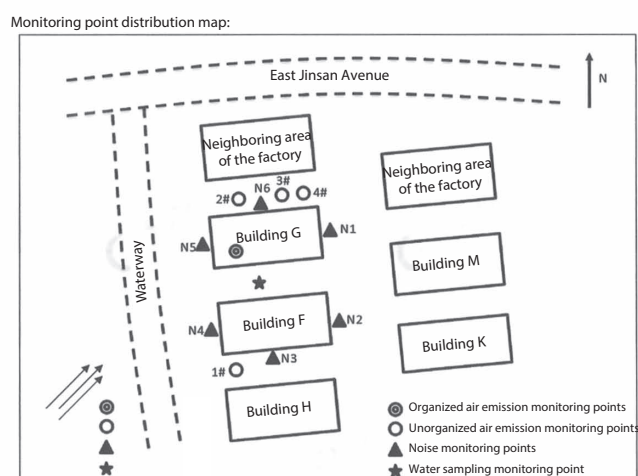 Monitoring point distribution map:
East Jinsan Avenue
N
Neighboring area
of the factory
Neighboring area
of the factory
2#
N6
3#
4#
Building G
N5
N1
Waterway
Building M
Building F
N4
N2
N3
1#
Building K
Building H
Organized air emission monitoring points
Unorganized air emission monitoring points
Noise monitoring points
Water sampling monitoring point